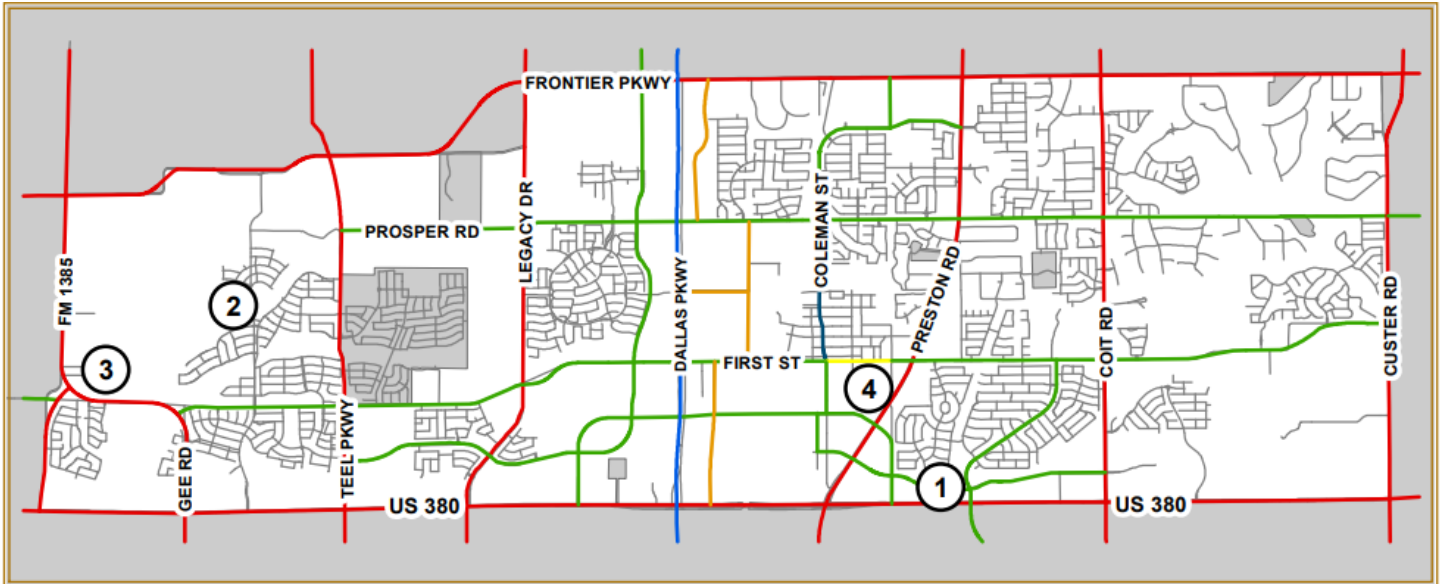 FRONTIER PKWY
PROSPER RD
LEGACY DR
COLEMAN ST
FM 1385
2
DALLAS PKWY
PRESTON RD
COIT RD
CUSTER RD
3
FIRST ST
4
TEEL PKWY
GEE RD
1
US 380
US 380